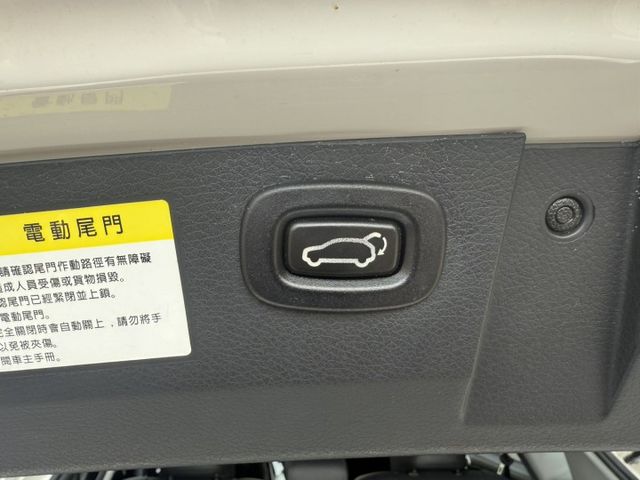 電動尾門
請確認尾門作動路徑有無障礙
造成人員受傷或貨物損毀。
認尾門已經緊閉並上鎖。
電動尾門。
完全關閉時會自動關上，請勿將手
以免被夾傷。
閱車主手冊。